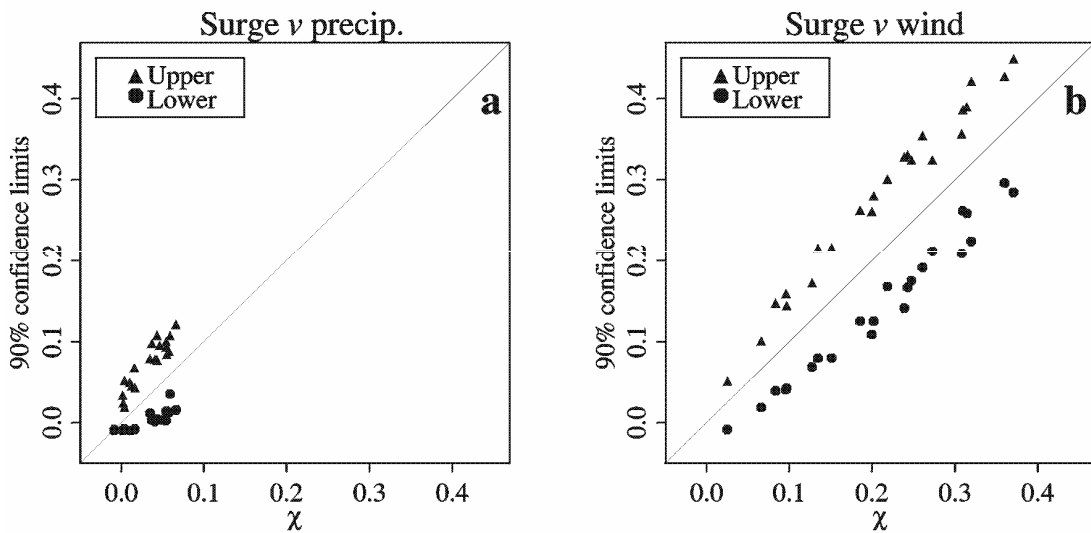 Surge v precip.
Upper
Lower
a
90% confidence limits
0.4
0.3
0.2
0.1
0.0
0.0 0.1 0.2 0.3 0.4
χ
Surge v wind
Upper
Lower
b
90% confidence limits
0.4
0.3
0.2
0.1
0.0
0.0 0.1 0.2 0.3 0.4
χ